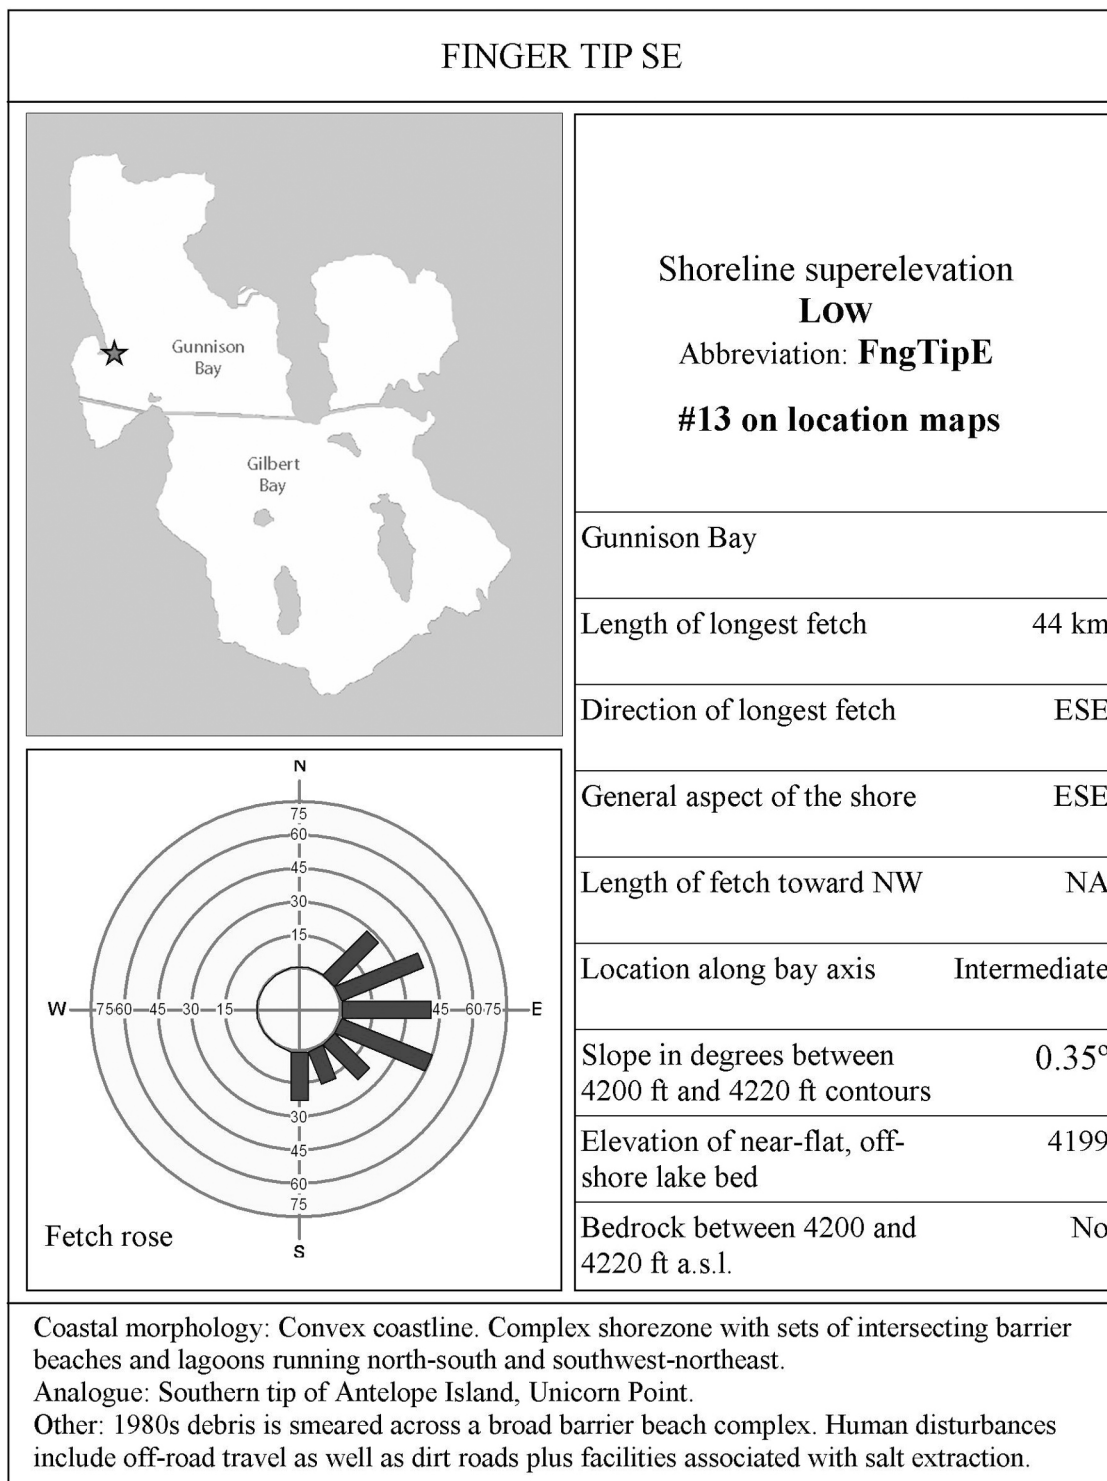 FINGER TIP SE
Gunnison
Bay
Gilbert
Bay
Shoreline superelevation
Low
Abbreviation: FngTipE
#13 on location maps
Gunnison Bay
Length of longest fetch 44 km
Direction of longest fetch ESE
General aspect of the shore ESE
Length of fetch toward NW NA
Location along bay axis Intermediate
Slope in degrees between 0.35º
4200 ft and 4220 ft contours
Elevation of near-flat, off- 4199
shore lake bed
Bedrock between 4200 and No
4220 ft a.s.l.
N
75
60
45
30
15
W 75 60 45 30 15 45 60 75 E
30
45
60
75
S
Fetch rose
Coastal morphology: Convex coastline. Complex shorezone with sets of intersecting barrier
beaches and lagoons running north-south and southwest-northeast.
Analogue: Southern tip of Antelope Island, Unicorn Point.
Other: 1980s debris is smeared across a broad barrier beach complex. Human disturbances
include off-road travel as well as dirt roads plus facilities associated with salt extraction.